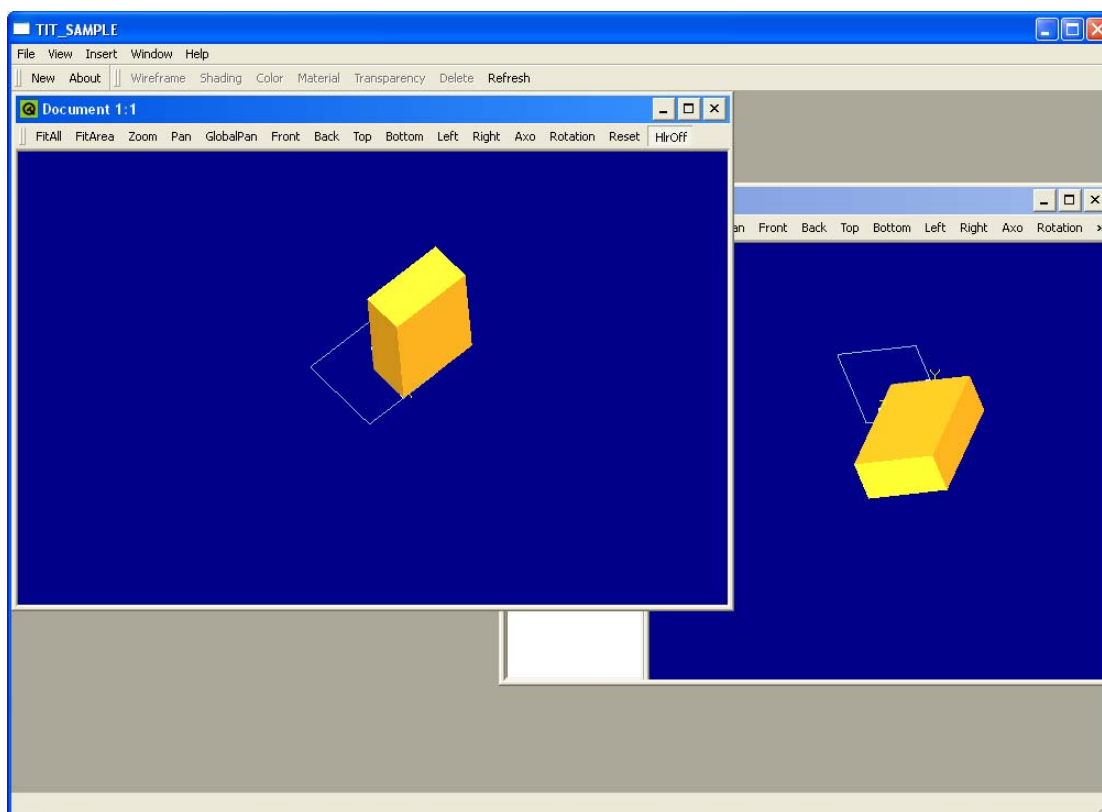 TIT_SAMPLE
File View Insert Window Help
New About Wireframe Shading Color Material Transparency Delete Refresh
Document 1:1
FitAll FitArea Zoom Pan GlobalPan Front Back Top Bottom Left Right Axo Rotation Reset HlrOff
an Front Back Top Bottom Left Right Axo Rotation »
Y